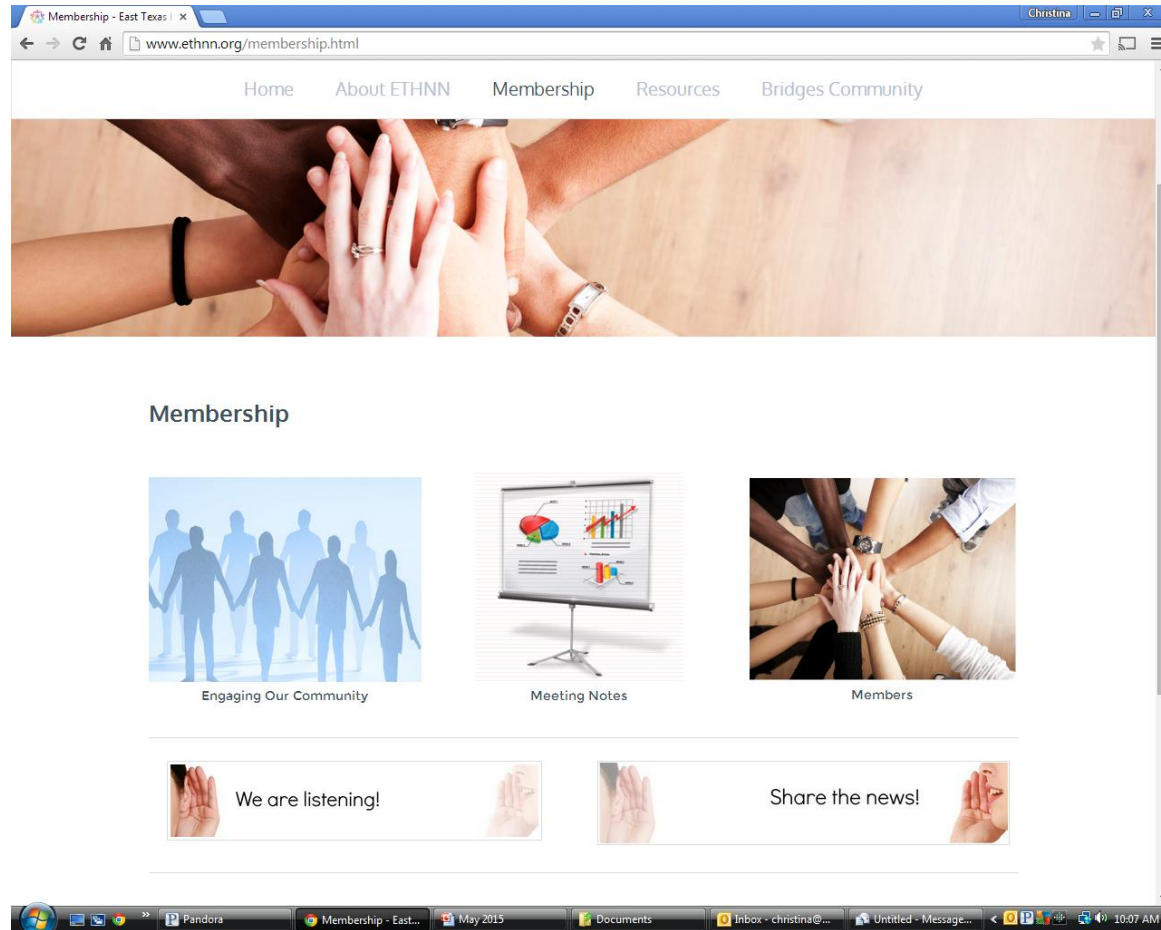 Membership - East Texas
Christina
www.ethnn.org/membership.html
Home About ETHNN Membership Resources Bridges Community
Membership
Engaging Our Community Meeting Notes Members
We are listening! Share the news!
Pandora Membership - East... May 2015 Documents Inbox - christina@... Untitled - Message... 10:07 AM